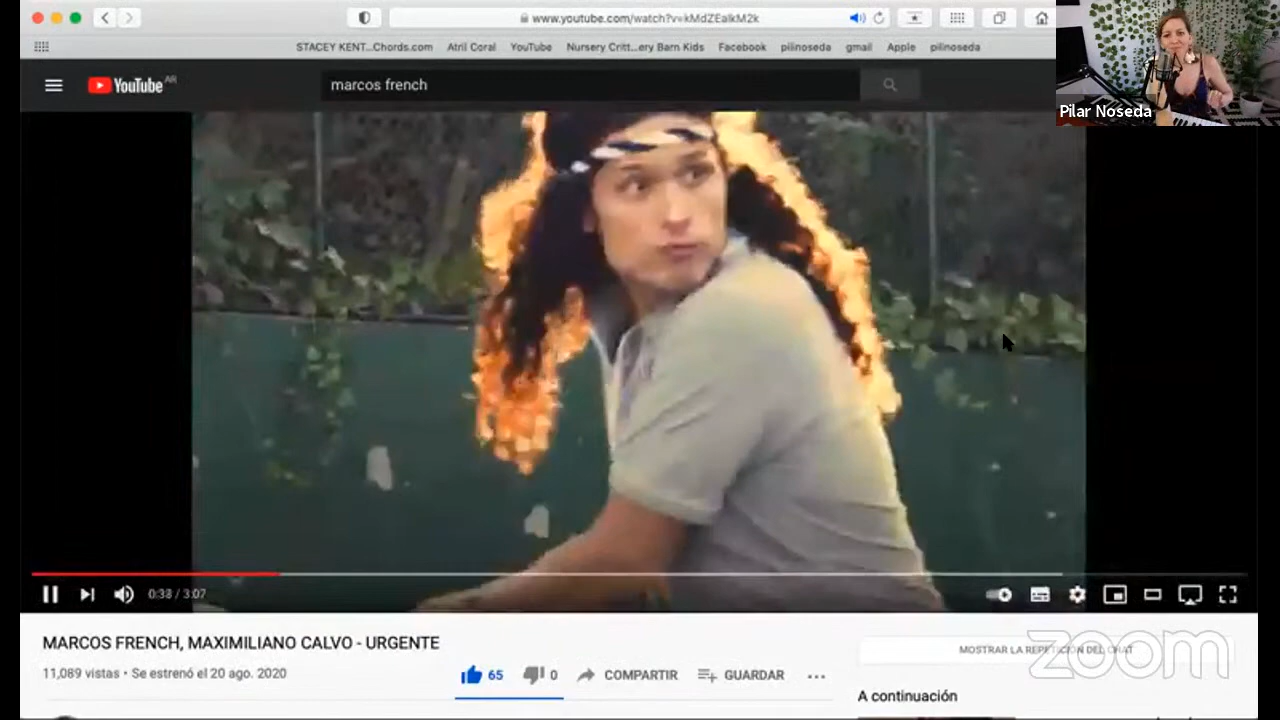 www.youtube.com/watch?v=kMdZEalkM2k
STACEY KENT...Chords.com Atril Coral YouTube Nursery Critt...ery Barn Kids Facebook pilinoseda gmail Apple pilinoseda
YouTube AR
marcos french
Pilar Noseda
0:38 / 3:07
MARCOS FRENCH, MAXIMILIANO CALVO - URGENTE
11,089 vistas • Se estrenó el 20 ago. 2020
65 0 COMPARTIR GUARDAR
MOSTRAR LA REPETICIÓN DEL CHAT
zoom
A continuación